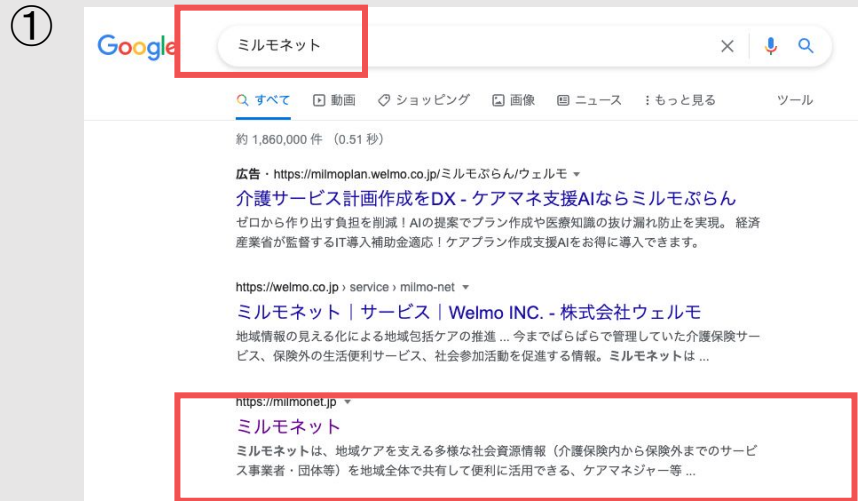 ①
Google
ミルモネット
すべて 動画 ショッピング 画像 ニュース もっと見る ツール
約 1,860,000 件 (0.51 秒)
広告・https://milmoplan.welmo.co.jp/ミルモぷらん/ウェルモ
介護サービス計画作成をDX - ケアマネ支援AIならミルモぷらん
ゼロから作り出す負担を削減！AIの提案でプラン作成や医療知識の抜け漏れ防止を実現。 経済
産業省が監督するIT導入補助金適応！ケアプラン作成支援AIをお得に導入できます。
https://welmo.co.jp › service › milmo-net
ミルモネット｜サービス｜Welmo INC. - 株式会社ウェルモ
地域情報の見える化による地域包括ケアの推進 ... 今までばらばらで管理していた介護保険サー
ビス、保険外の生活便利サービス、社会参加活動を促進する情報。ミルモネットは ...
https://milmonet.jp
ミルモネット
ミルモネットは、地域ケアを支える多様な社会資源情報（介護保険内から保険外までのサービ
ス事業者・団体等）を地域全体で共有して便利に活用できる、ケアマネジャー等 ...